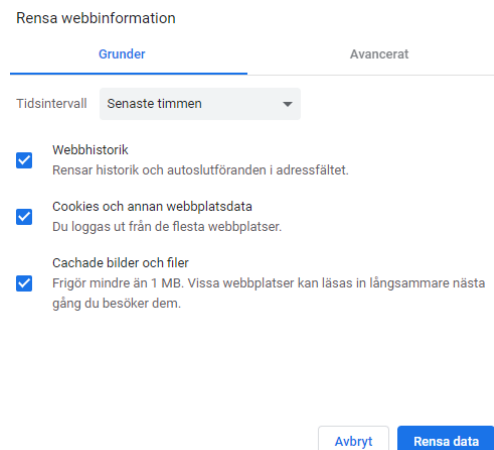 Rensa webbinformation
Grunder
Avancerat
Tidsintervall
Senaste timmen
Webbhistorik
Rensar historik och autoslutföranden i adressfältet.
Cookies och annan webbplatsdata
Du loggas ut från de flesta webbplatser.
Cachade bilder och filer
Frigör mindre än 1 MB. Vissa webbplatser kan läsas in långsammare nästa
gång du besöker dem.
Avbryt
Rensa data